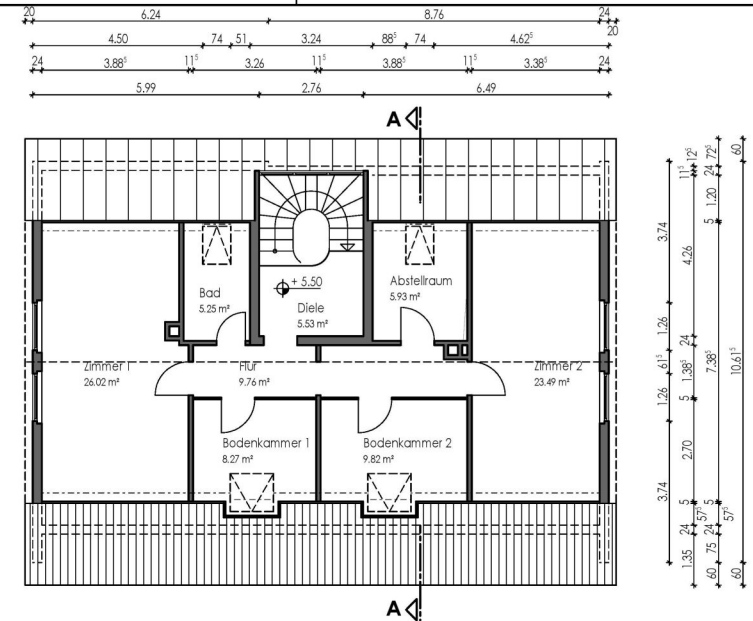 20 6.24 8.76 24
4.50 74 51 3.24 88⁵ 74 4.62⁵ 20
24 3.88⁵ 11⁵ 3.26 11⁵ 3.88⁵ 11⁵ 3.38⁵ 24
5.99 2.76 6.49
A
Bad
5.25 m²
+ 5.50
Diele
5.53 m²
Abstellraum
5.93 m²
Zimmer 1
26.02 m²
Flur
9.76 m²
Zimmer 2
23.49 m²
Bodenkammer 1
8.27 m²
Bodenkammer 2
9.82 m²
A
3.74 1.26 61⁵ 1.26 3.74
11⁵ 12⁵ 4.26 24 1.38⁵ 5 2.70 5 57⁵ 24 1.35
72⁵ 24 1.20 5 7.38⁵ 5 24 75 60
60 10.61⁵ 57⁵ 60